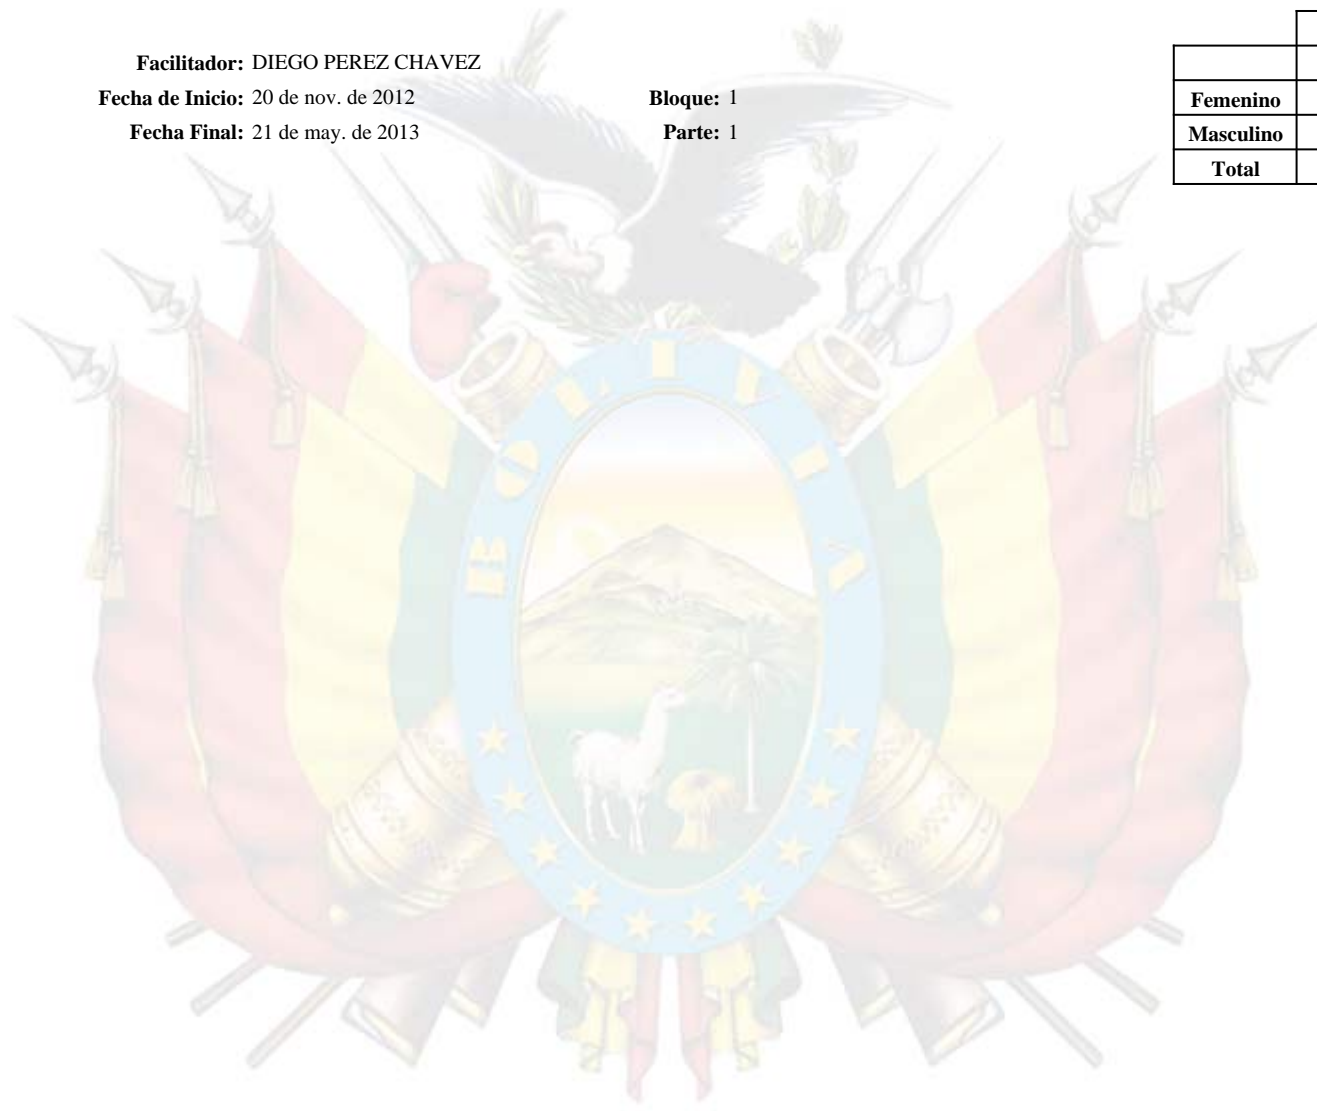 Facilitador: DIEGO PEREZ CHAVEZ
Fecha de Inicio: 20 de nov. de 2012 Bloque: 1
Fecha Final: 21 de may. de 2013 Parte: 1
Femenino
Masculino
Total
BOLIVIA